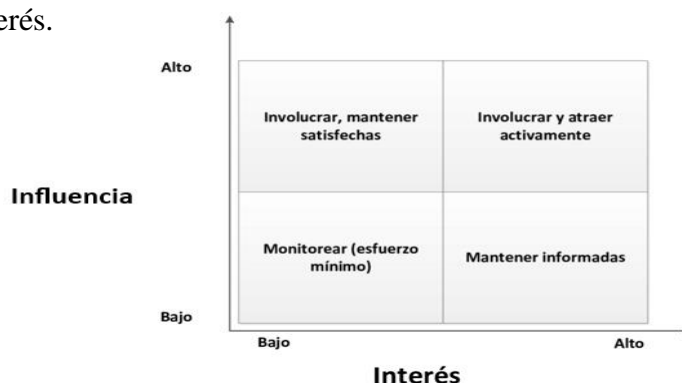 erés.
Alto
Involucrar, mantener
satisfechas
Involucrar y atraer
activamente
Influencia
Monitorear (esfuerzo
mínimo)
Mantener informadas
Bajo
Bajo
Alto
Interés